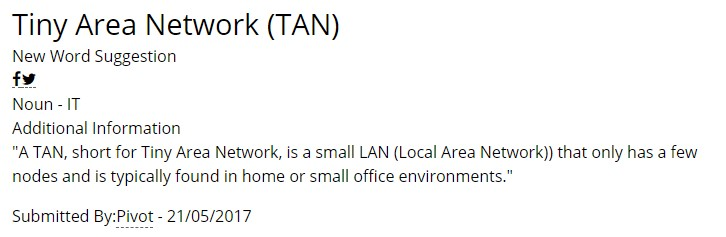 Tiny Area Network (TAN)
New Word Suggestion
Noun - IT
Additional Information
"A TAN, short for Tiny Area Network, is a small LAN (Local Area Network)) that only has a few
nodes and is typically found in home or small office environments."
Submitted By:Pivot - 21/05/2017